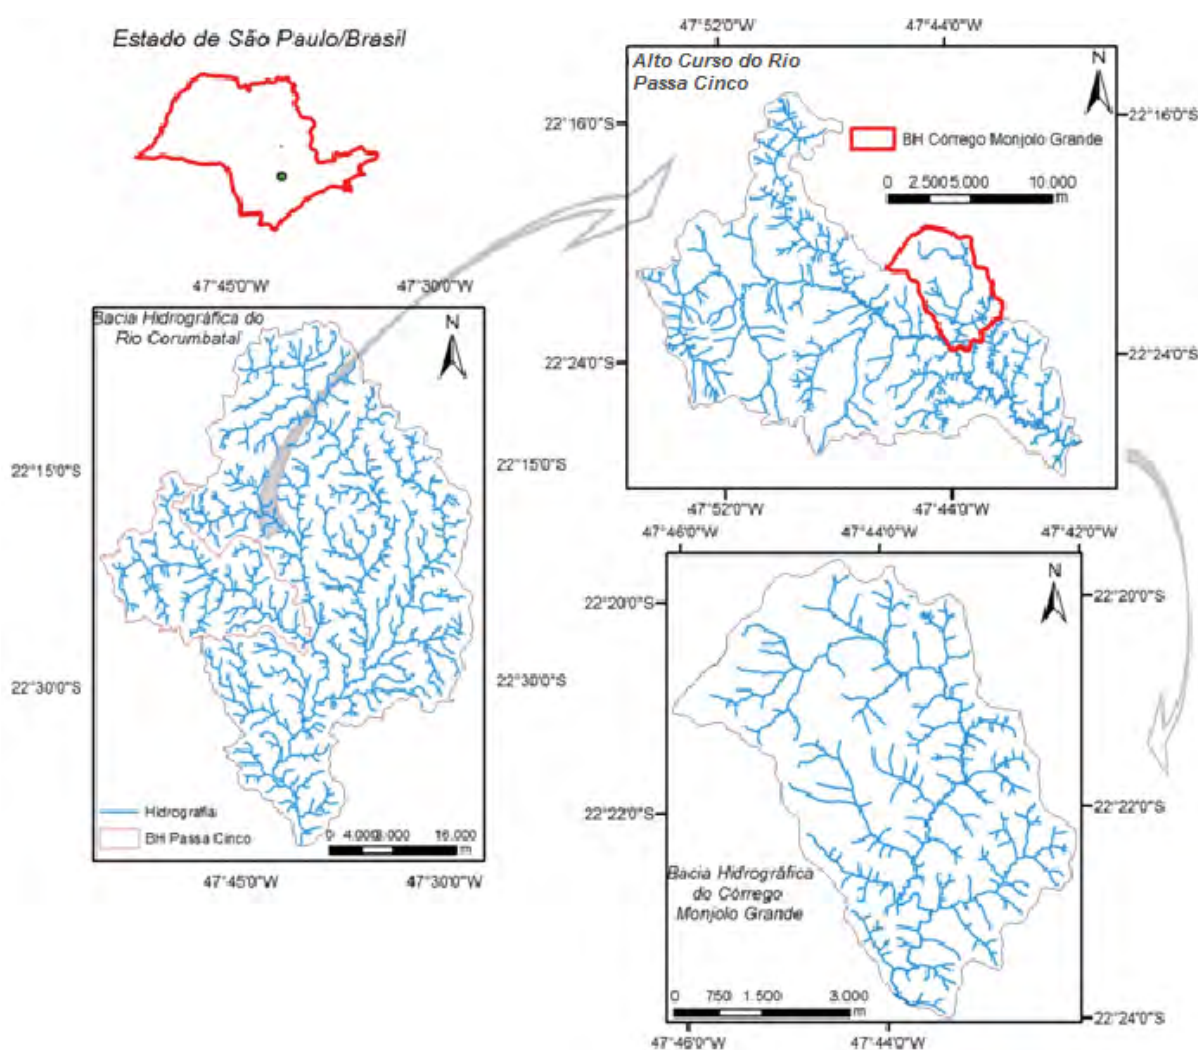 Estado de São Paulo/Brasil
47°45'0"W 47°30'0"W
Bacia Hidrográfica do
Rio Corumbataí
N
22°15'0"S 22°15'0"S
22°30'0"S 22°30'0"S
Hidrografia
BH Passa Cinco
0 4.000 8.000 16.000
m
47°45'0"W 47°30'0"W
47°52'0"W 47°44'0"W
Alto Curso do Rio
Passa Cinco
N
22°16'0"S 22°16'0"S
BH Córrego Monjolo Grande
0 2.500 5.000 10.000
m
22°24'0"S 22°24'0"S
47°52'0"W 47°44'0"W
47°46'0"W 47°44'0"W 47°42'0"W
N
22°20'0"S 22°20'0"S
22°22'0"S 22°22'0"S
Bacia Hidrográfica
do Córrego
Monjolo Grande
0 750 1.500 3.000
m
22°24'0"S
47°46'0"W 47°44'0"W